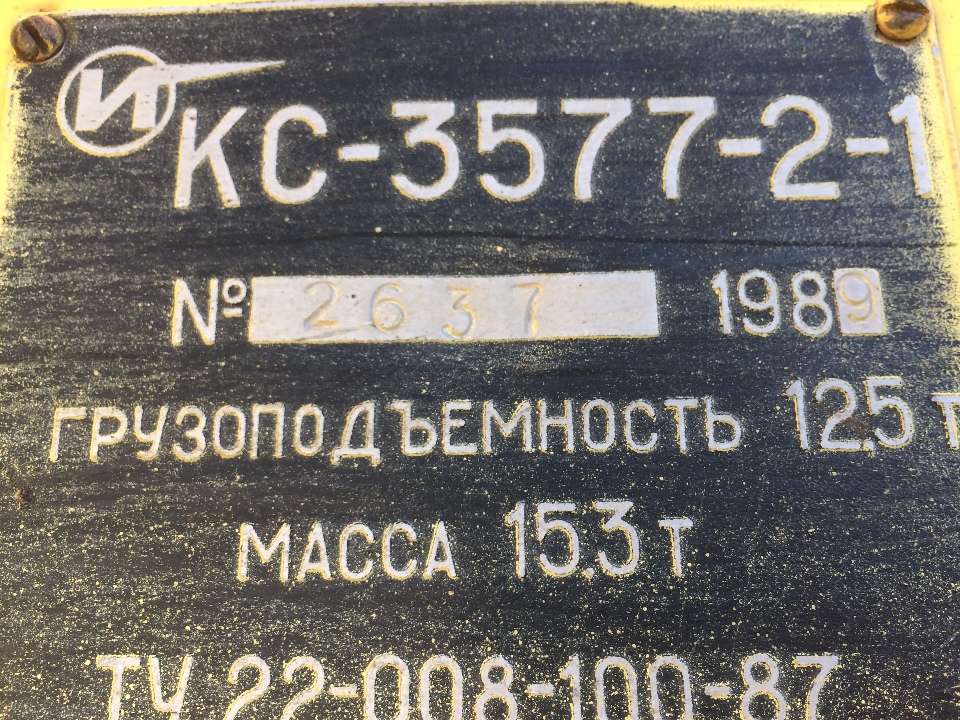 И КС-3577-2-1
№ 2637 1989
ГРУЗОПОДЪЕМНОСТЬ 12.5 т
МАССА 15.3 т
ТУ 22-008-100-87